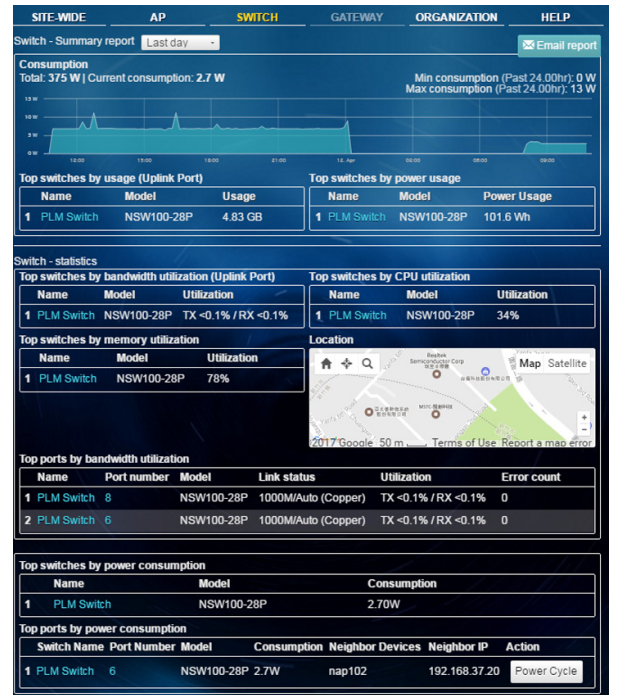 SITE-WIDE AP SWITCH GATEWAY ORGANIZATION HELP
Switch - Summary report Last day
Email report
Consumption
Total: 375 W | Current consumption: 2.7 W
Min consumption (Past 24.00hr): 0 W
Max consumption (Past 24.00hr): 13 W
15 W
10 W
5 W
0 W
12:00 15:00 18:00 21:00 12. Apr 03:00 06:00 09:00
Top switches by usage (Uplink Port)
Name Model Usage
1 PLM Switch NSW100-28P 4.83 GB
Top switches by power usage
Name Model Power Usage
1 PLM Switch NSW100-28P 101.6 Wh
Switch - statistics
Top switches by bandwidth utilization (Uplink Port)
Name Model Utilization
1 PLM Switch NSW100-28P TX <0.1% / RX <0.1%
Top switches by CPU utilization
Name Model Utilization
1 PLM Switch NSW100-28P 34%
Top switches by memory utilization
Name Model Utilization
1 PLM Switch NSW100-28P 78%
Location
Map Satellite
Realtek
Semiconductor Corp
2017 Google 50 m Terms of Use Report a map error
Top ports by bandwidth utilization
Name Port number Model Link status Utilization Error count
1 PLM Switch 8 NSW100-28P 1000M/Auto (Copper) TX <0.1% / RX <0.1% 0
2 PLM Switch 6 NSW100-28P 1000M/Auto (Copper) TX <0.1% / RX <0.1% 0
Top switches by power consumption
Name Model Consumption
1 PLM Switch NSW100-28P 2.70W
Top ports by power consumption
Switch Name Port Number Model Consumption Neighbor Devices Neighbor IP Action
1 PLM Switch 6 NSW100-28P 2.7W nap102 192.168.37.20 Power Cycle